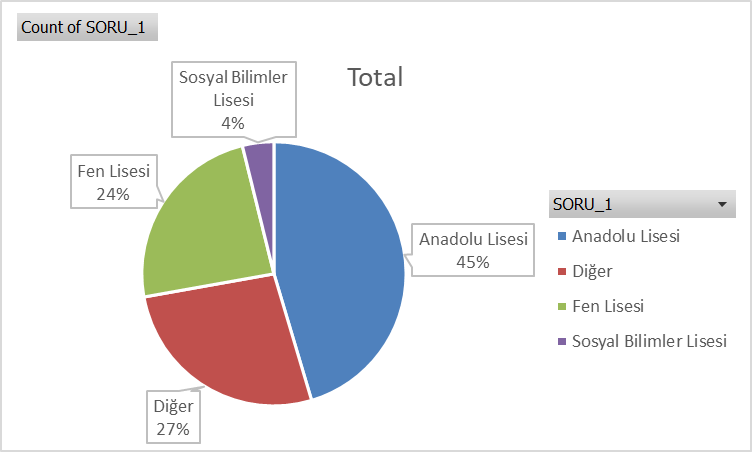 Count of SORU_1
Total
Sosyal Bilimler
Lisesi
4%
Fen Lisesi
24%
Anadolu Lisesi
45%
Diğer
27%
SORU_1
Anadolu Lisesi
Diğer
Fen Lisesi
Sosyal Bilimler Lisesi